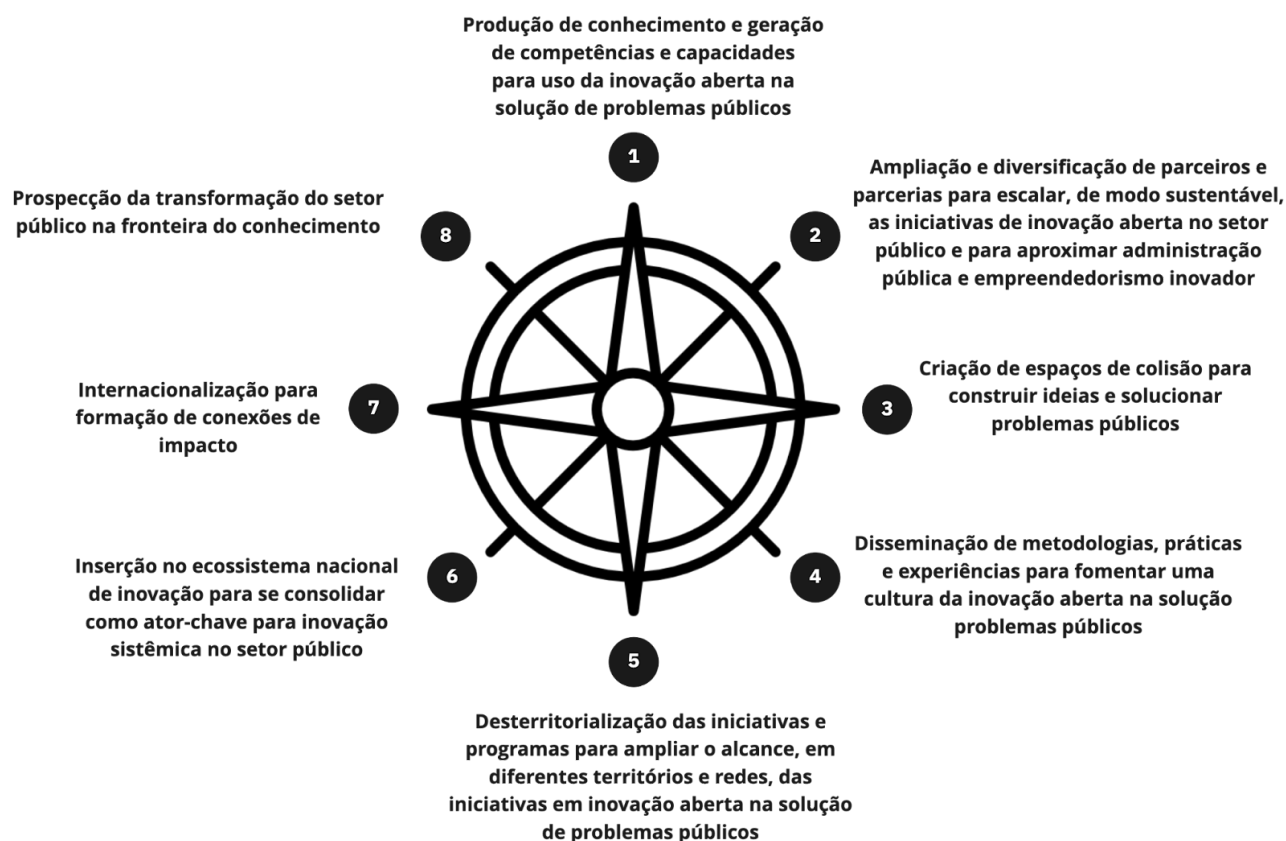 Produção de conhecimento e geração
de competências e capacidades
para uso da inovação aberta na
solução de problemas públicos
1
Ampliação e diversificação de parceiros e
parcerias para escalar, de modo sustentável,
as iniciativas de inovação aberta no setor
público e para aproximar administração
pública e empreendedorismo inovador
2
Criação de espaços de colisão para
construir ideias e solucionar
problemas públicos
3
Disseminação de metodologias, práticas
e experiências para fomentar uma
cultura da inovação aberta na solução
problemas públicos
4
5
Desterritorialização das iniciativas e
programas para ampliar o alcance, em
diferentes territórios e redes, das
iniciativas em inovação aberta na solução
de problemas públicos
Inserção no ecossistema nacional
de inovação para se consolidar
como ator-chave para inovação
sistêmica no setor público
6
Internacionalização para
formação de conexões de
impacto
7
Prospecção da transformação do setor
público na fronteira do conhecimento
8